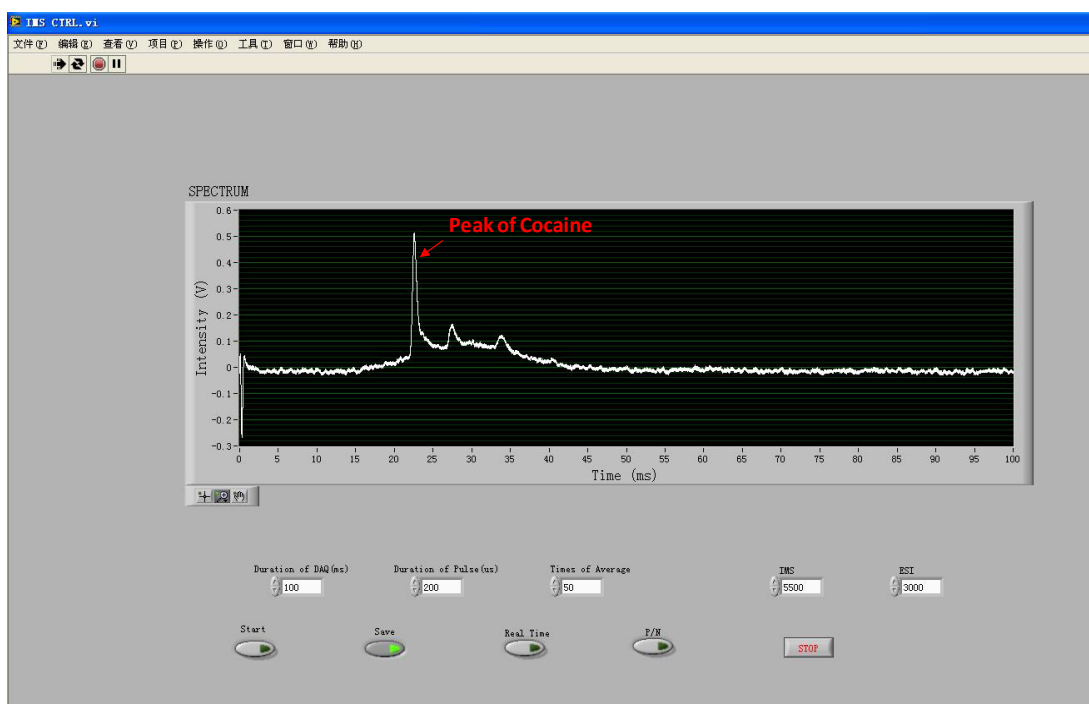 IMS CTRL.vi
文件(F) 编辑(E) 查看(V) 项目(P) 操作(O) 工具(T) 窗口(W) 帮助(H)
SPECTRUM
Peak of Cocaine
Intensity (V)
0.6
0.5
0.4
0.3
0.2
0.1
0
-0.1
-0.2
-0.3
0 5 10 15 20 25 30 35 40 45 50 55 60 65 70 75 80 85 90 95 100
Time (ms)
Duration of DAQ(ms) Duration of Pulse(us) Times of Average IMS ESI
100 200 50 5500 3000
Start Save Real Time P/N
STOP